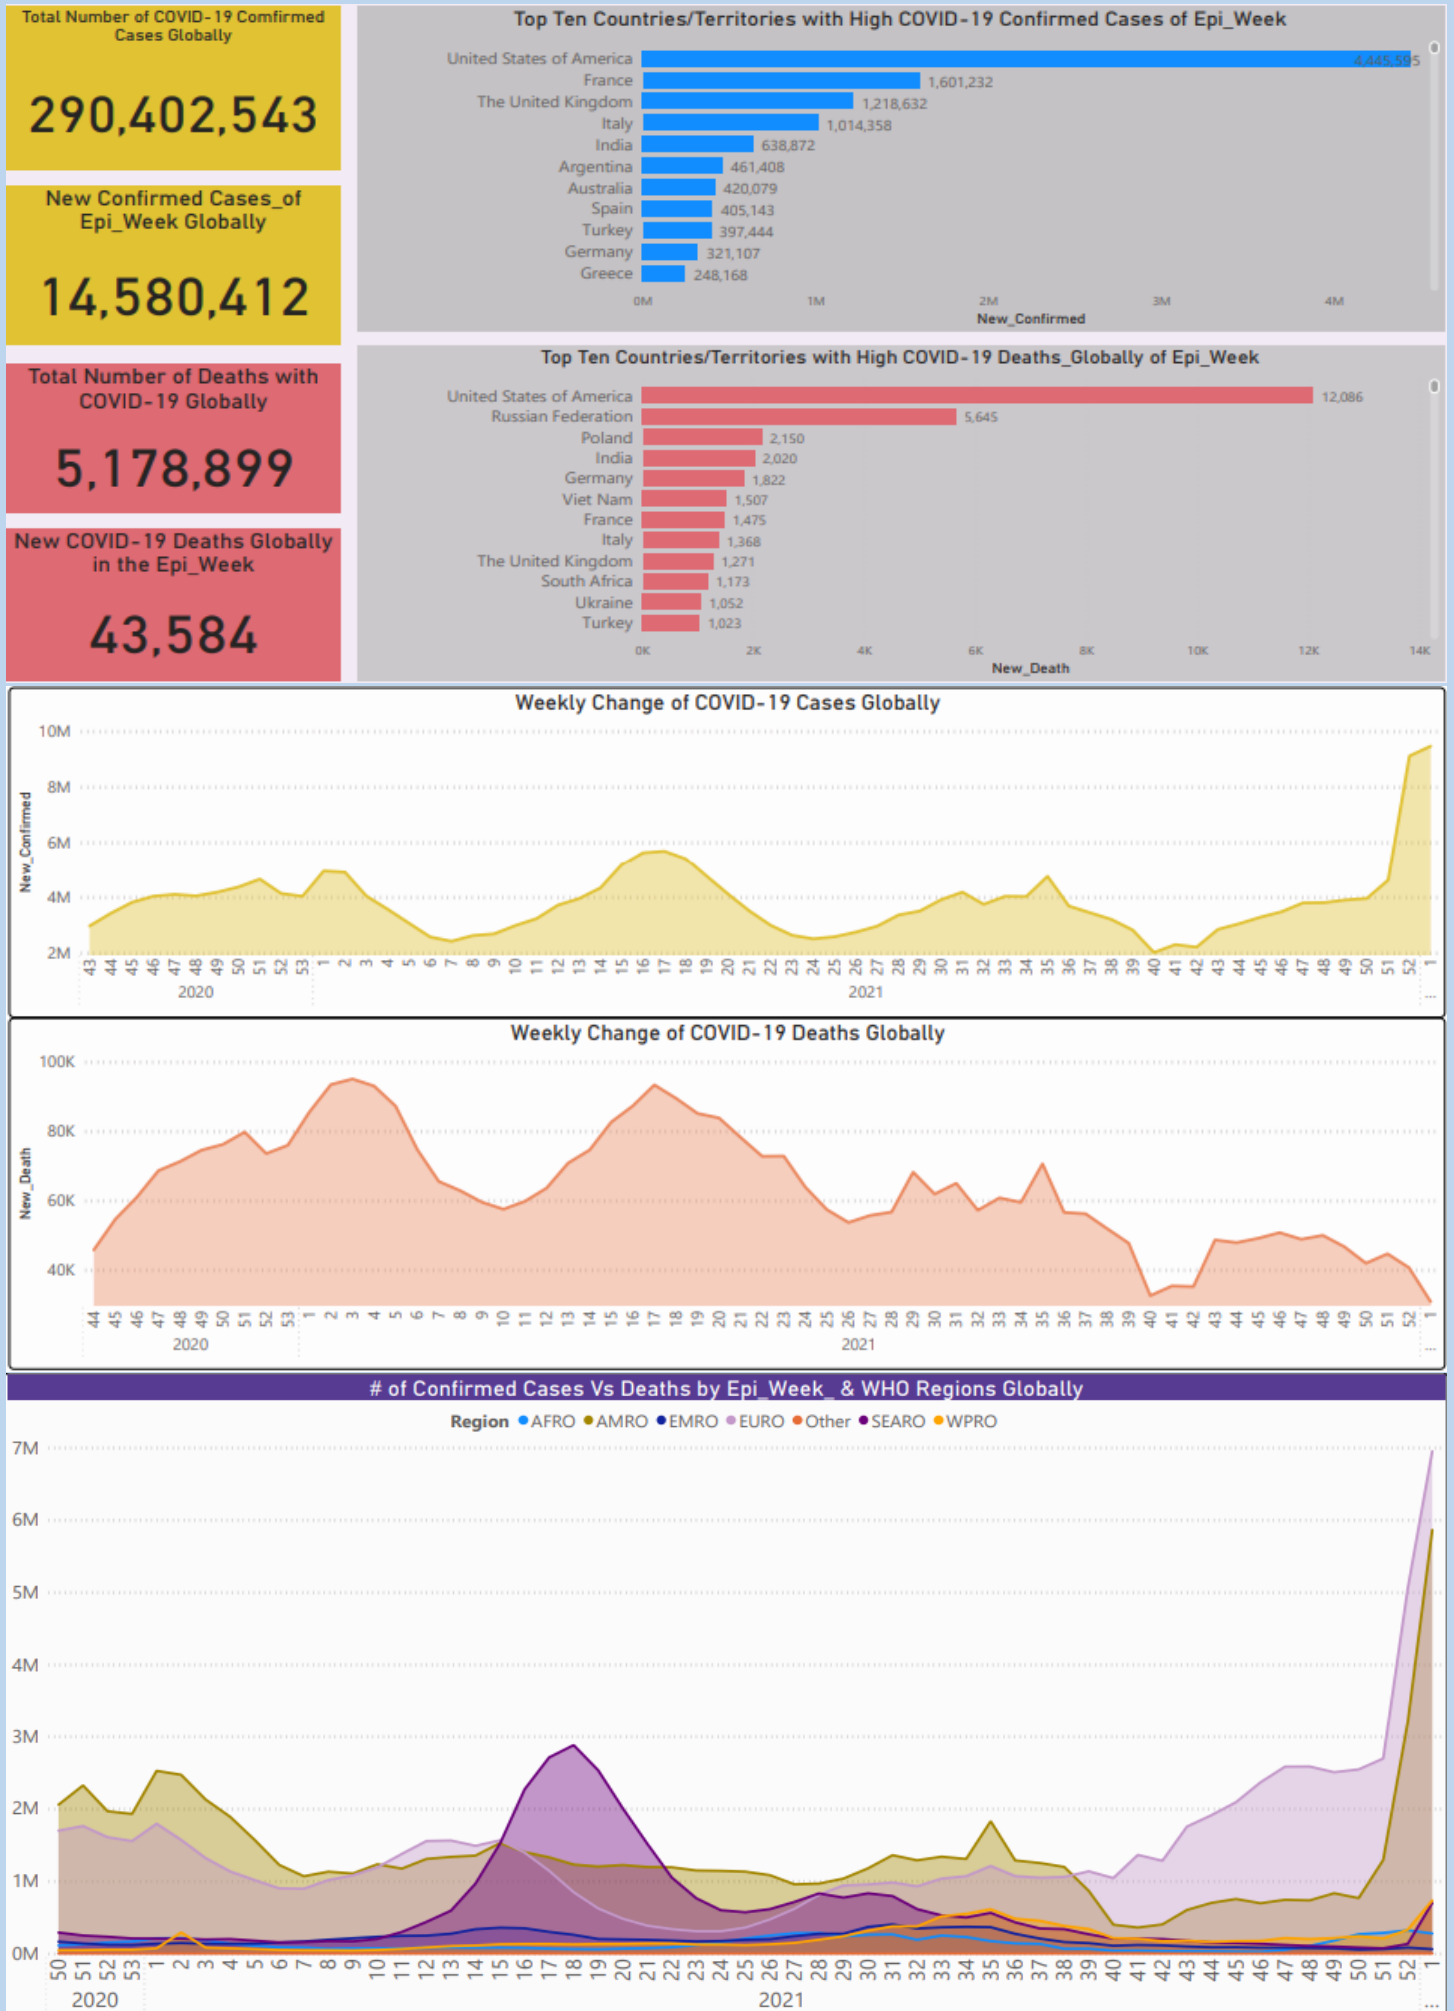 Total Number of COVID-19 Comfirmed
Cases Globally
290,402,543
New Confirmed Cases_of
Epi_Week Globally
14,580,412
Total Number of Deaths with
COVID-19 Globally
5,178,899
New COVID-19 Deaths Globally
in the Epi_Week
43,584
Top Ten Countries/Territories with High COVID-19 Confirmed Cases of Epi_Week
United States of America 4,445,595
France 1,601,232
The United Kingdom 1,218,632
Italy 1,014,358
India 638,872
Argentina 461,408
Australia 420,079
Spain 405,143
Turkey 397,444
Germany 321,107
Greece 248,168
0M 1M 2M 3M 4M
New_Confirmed
Top Ten Countries/Territories with High COVID-19 Deaths_Globally of Epi_Week
United States of America 12,086
Russian Federation 5,645
Poland 2,150
India 2,020
Germany 1,822
Viet Nam 1,507
France 1,475
Italy 1,368
The United Kingdom 1,271
South Africa 1,173
Ukraine 1,052
Turkey 1,023
0K 2K 4K 6K 8K 10K 12K 14K
New_Death
Weekly Change of COVID-19 Cases Globally
New_Confirmed
10M
8M
6M
4M
2M
43 44 45 46 47 48 49 50 51 52 53 1 2 3 4 5 6 7 8 9 10 11 12 13 14 15 16 17 18 19 20 21 22 23 24 25 26 27 28 29 30 31 32 33 34 35 36 37 38 39 40 41 42 43 44 45 46 47 48 49 50 51 52 1
2020 2021 ...
Weekly Change of COVID-19 Deaths Globally
New_Death
100K
80K
60K
40K
44 45 46 47 48 49 50 51 52 53 1 2 3 4 5 6 7 8 9 10 11 12 13 14 15 16 17 18 19 20 21 22 23 24 25 26 27 28 29 30 31 32 33 34 35 36 37 38 39 40 41 42 43 44 45 46 47 48 49 50 51 52 1
2020 2021 ...
# of Confirmed Cases Vs Deaths by Epi_Week_ & WHO Regions Globally
Region AFRO AMRO EMRO EURO Other SEARO WPRO
7M
6M
5M
4M
3M
2M
1M
0M
50 51 52 53 1 2 3 4 5 6 7 8 9 10 11 12 13 14 15 16 17 18 19 20 21 22 23 24 25 26 27 28 29 30 31 32 33 34 35 36 37 38 39 40 41 42 43 44 45 46 47 48 49 50 51 52 1
2020 2021 ...